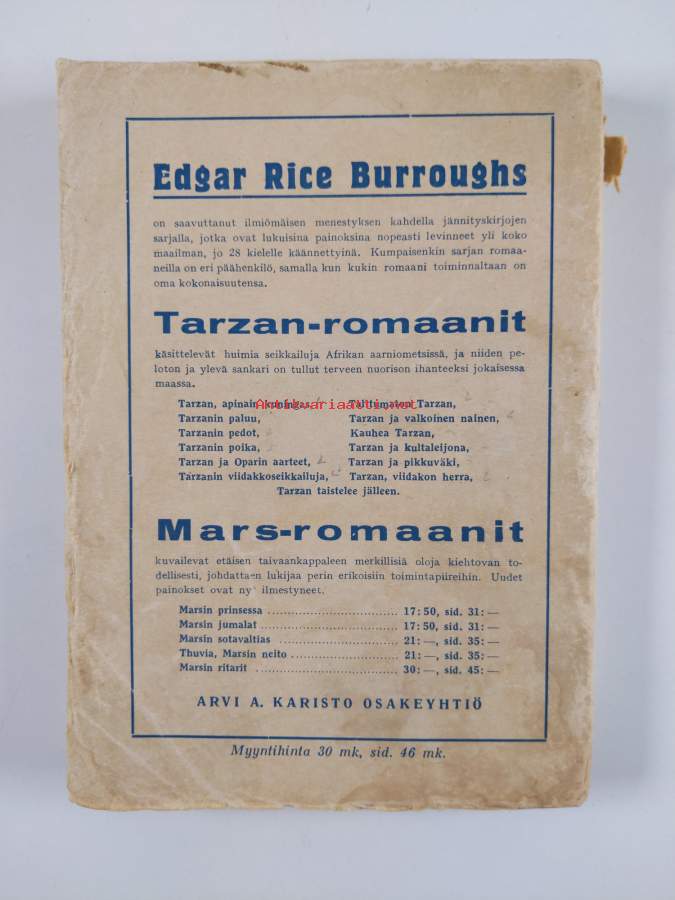 Edgar Rice Burroughs
on saavuttanut ilmiömäisen menestyksen kahdella jännityskirjojen
sarjalla, jotka ovat lukuisina painoksina nopeasti levinneet yli koko
maailman, jo 28 kielelle käännettyinä. Kumpaisenkin sarjan romaa-
neilla on eri päähenkilö, samalla kun kukin romaani toiminnaltaan on
oma kokonaisuutensa.
Tarzan-romaanit
käsittelevät huimia seikkailuja Afrikan aarniometsissä, ja niiden pe-
loton ja ylevä sankari on tullut terveen nuorison ihanteeksi jokaisessa
maassa.
Tarzan, apinain kuningas, Tulttumaton Tarzan,
Antikvariaatti.net
Tarzanin paluu, Tarzan ja valkoinen nainen,
Tarzanin pedot, Kauhea Tarzan,
Tarzanin poika, Tarzan ja kultaleijona,
Tarzan ja Oparin aarteet, Tarzan ja pikkuväki,
Tarzanin viidakkoseikkailuja, Tarzan, viidakon herra,
Tarzan taistelee jälleen.
Mars-romaanit
kuvailevat etäisen taivaankappaleen merkillisiä oloja kiehtovan to-
dellisesti, johdattaen lukijaa perin erikoisiin toimintapiireihin. Uudet
painokset ovat ny' ilmestyneet.
Marsin prinsessa ........ 17:50, sid. 31:—
Marsin jumalat ........ 17:50, sid. 31:—
Marsin sotavaltias ........ 21:—, sid. 35:—
Thuvia, Marsin neito ........ 21:—, sid. 35:—
Marsin ritarit ........ 30:—, sid. 45:—
ARVI A. KARISTO OSAKEYHTIÖ
Myyntihinta 30 mk, sid. 46 mk.